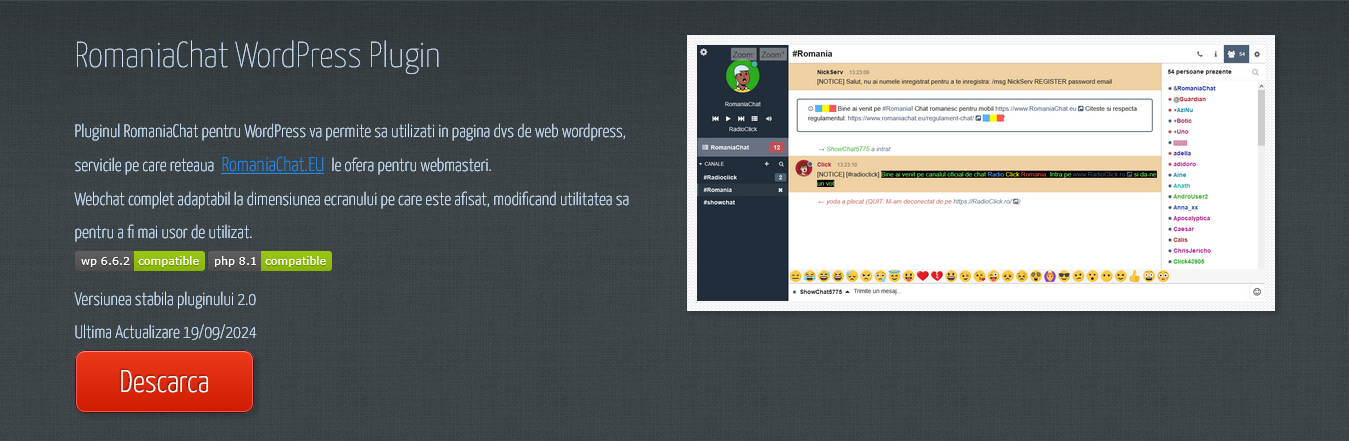 RomaniaChat WordPress Plugin
Pluginul RomaniaChat pentru WordPress va permite sa utilizati in pagina dvs de web wordpress,
servicile pe care reteaua RomaniaChat.EU le ofera pentru webmasteri.
Webchat complet adaptabil la dimensiunea ecranului pe care este afisat, modificand utilitatea sa
pentru a fi mai usor de utilizat.
wp 6.6.2 compatible php 8.1 compatible
Versiunea stabila pluginului 2.0
Ultima Actualizare 19/09/2024
Descarca
Zoom- Zoom+
RomaniaChat
RadioClick
RomaniaChat 12
CANALE
#Radioclick 2
#Romania
#showchat
#Romania
54
NickServ 13:23:09
[NOTICE] Salut, nu ai numele inregistrat pentru a te inregistra: /msg NickServ REGISTER password email
Bine ai venit pe #Romania! Chat romanesc pentru mobil https://www.RomaniaChat.eu Citeste si respecta
regulamentul: https://www.romaniachat.eu/regulament-chat/
→ ShowChat5775 a intrat
Click 13:23:10
[NOTICE] [#radioclick] Bine ai venit pe canalul oficial de chat Radio Click Romania Intra pe www.RadioClick.ro si da-ne
un vot
← yoda a plecat (QUIT: M-am deconectat de pe https://RadioClick.ro/)
ShowChat5775 Trimite un mesaj...
54 persoane prezente
&RomaniaChat
@Guardian
+AziNu
+Botic
+Uno
adelia
adidoro
Aine
Anath
AndroUser2
Anna_xx
Apocalyptica
Caesar
Calis
ChrisJericho
Click43905